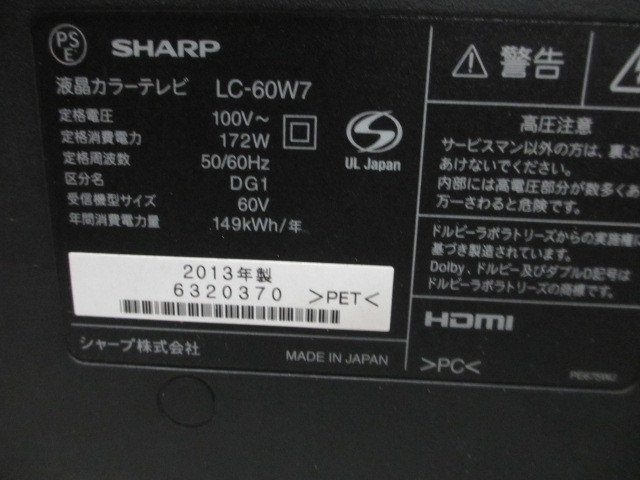 PS
E
SHARP
液晶カラーテレビ LC-60W7
定格電圧 100V~
定格消費電力 172W
定格周波数 50/60Hz
区分名 DG1
受信機型サイズ 60V
年間消費電力量 149kWh/年
S
UL Japan
2013年製
6320370 >PET<
シャープ株式会社 MADE IN JAPAN
警告
高圧注意
サービスマン以外の方は、裏ぶ
あけないでください。
内部には高電圧部分が数多くあ
万一さわると危険です。
ドルビーラボラトリーズからの実施権に
基づき製造されています。
Dolby、ドルビー及びダブルD記号は
ドルビーラボラトリーズの商標です。
HDMI
>PC<